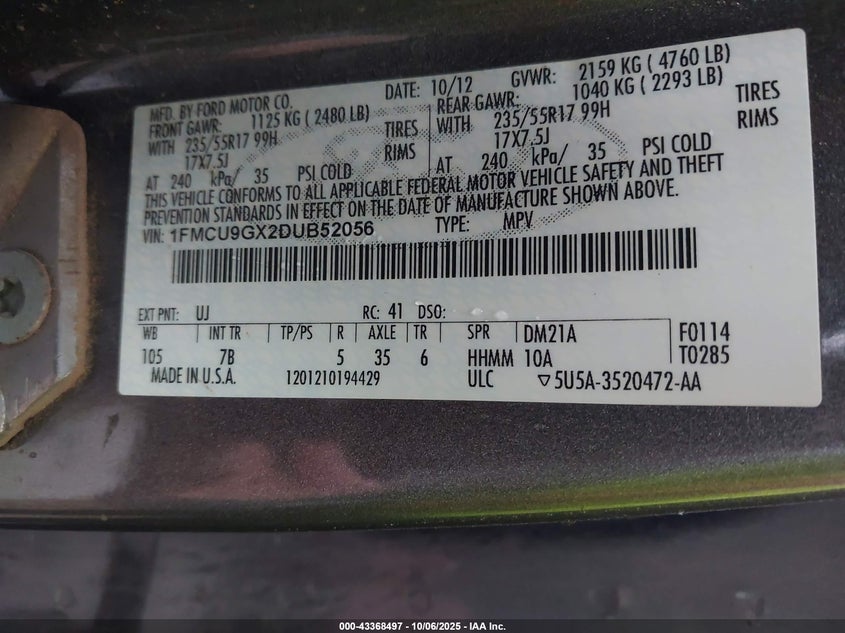 MFD. BY FORD MOTOR CO.
DATE: 10/12 GVWR: 2159 KG ( 4760 LB)
FRONT GAWR: 1125 KG ( 2480 LB) REAR GAWR: 1040 KG ( 2293 LB)
WITH 235/55R17 99H TIRES WITH 235/55R17 99H TIRES
17X7.5J RIMS 17X7.5J RIMS
AT 240 kPa/ 35 PSI COLD AT 240 kPa/ 35 PSI COLD
THIS VEHICLE CONFORMS TO ALL APPLICABLE FEDERAL MOTOR VEHICLE SAFETY AND THEFT
PREVENTION STANDARDS IN EFFECT ON THE DATE OF MANUFACTURE SHOWN ABOVE.
VIN: 1FMCU9GX2DUB52056 TYPE: MPV
EXT PNT: UJ RC: 41 DSO:
WB INT TR TP/PS R AXLE TR SPR DM21A F0114
105 7B 5 35 6 HHMM 10A T0285
MADE IN U.S.A. 1201210194429 ULC ▽5U5A-3520472-AA
000-43368497 - 10/06/2025 - IAA Inc.